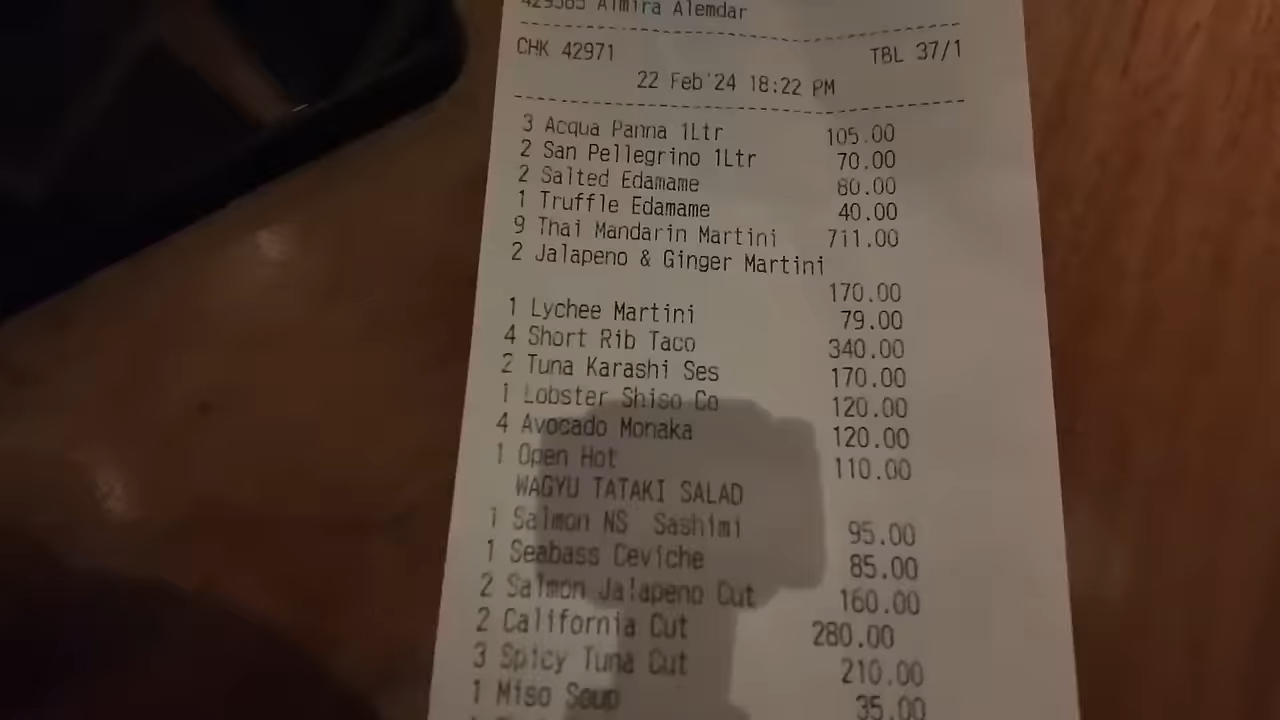 429585 Almira Alemdar
CHK 42971 TBL 37/1
22 Feb'24 18:22 PM
3 Acqua Panna 1Ltr 105.00
2 San Pellegrino 1Ltr 70.00
2 Salted Edamame 80.00
1 Truffle Edamame 40.00
9 Thai Mandarin Martini 711.00
2 Jalapeno & Ginger Martini
170.00
1 Lychee Martini 79.00
4 Short Rib Taco 340.00
2 Tuna Karashi Ses 170.00
1 Lobster Shiso Co 120.00
4 Avocado Monaka 120.00
1 Open Hot 110.00
WAGYU TATAKI SALAD
1 Salmon NS Sashimi 95.00
1 Seabass Ceviche 85.00
2 Salmon Jalapeno Cut 160.00
2 California Cut 280.00
3 Spicy Tuna Cut 210.00
1 Miso Soup 35.00